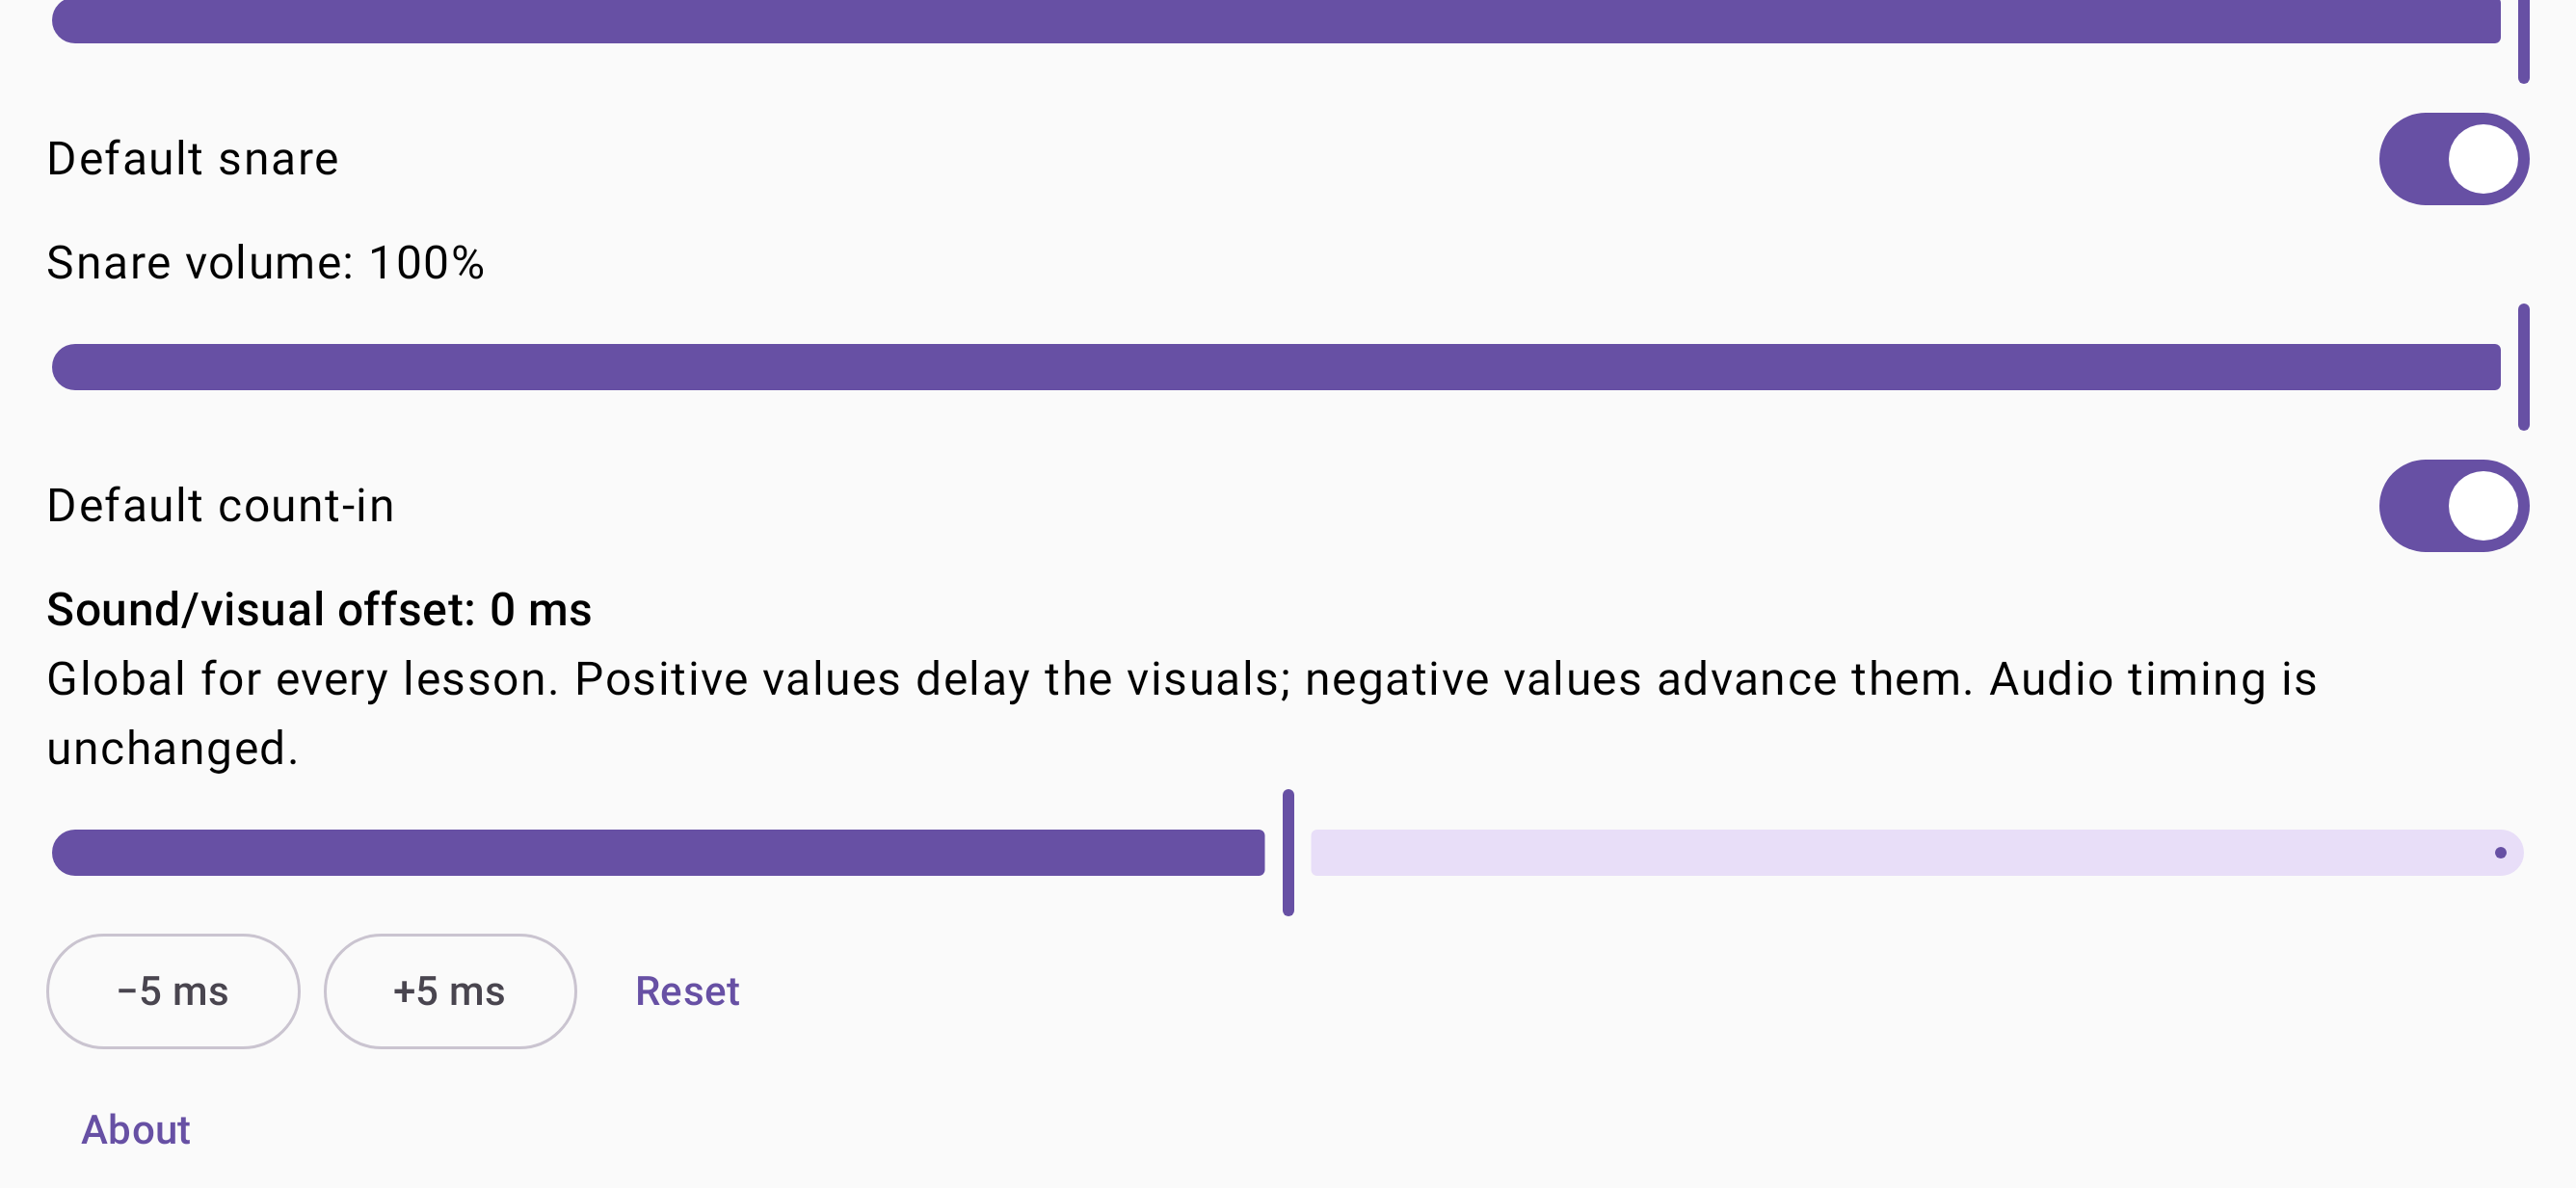 Default snare
Snare volume: 100%
Default count-in
Sound/visual offset: 0 ms
Global for every lesson. Positive values delay the visuals; negative values advance them. Audio timing is
unchanged.
−5 ms +5 ms Reset
About